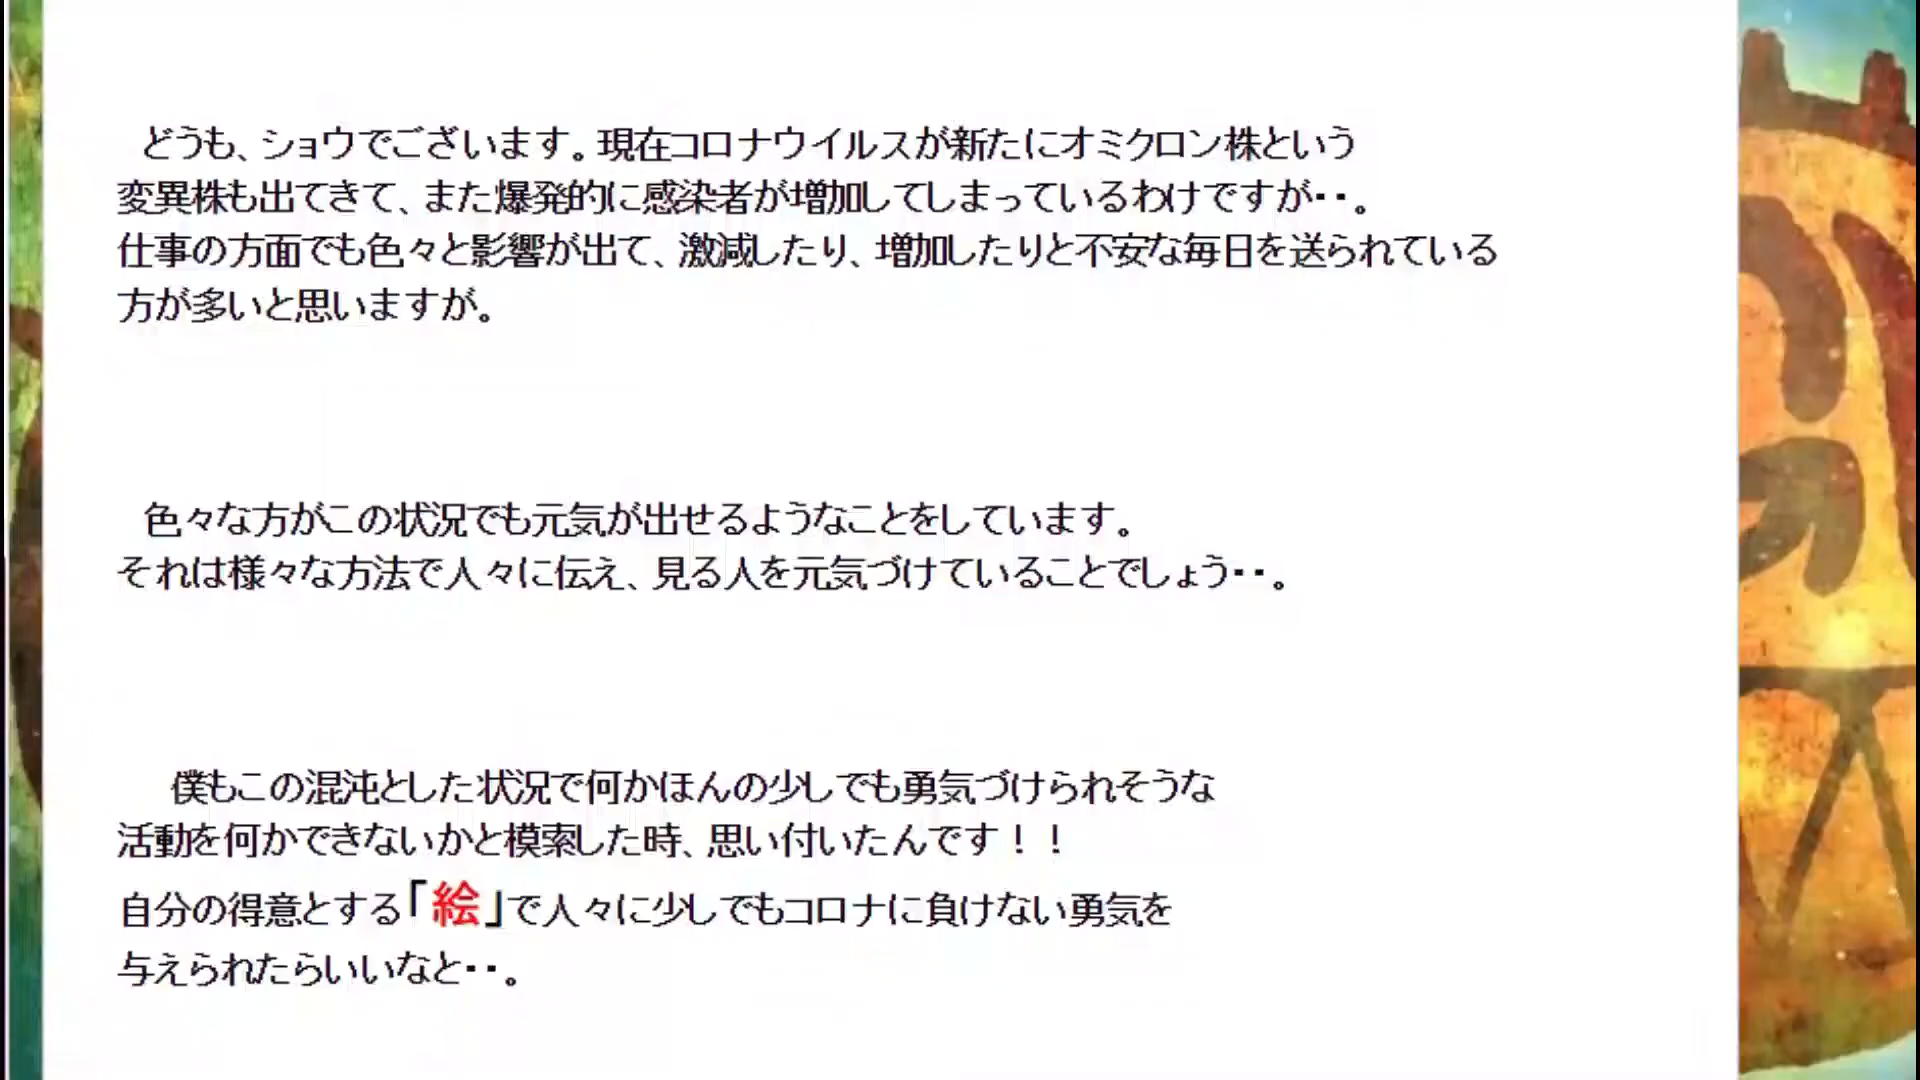 どうも、ショウでございます。現在コロナウイルスが新たにオミクロン株という
変異株も出てきて、また爆発的に感染者が増加してしまっているわけですが・・。
仕事の方面でも色々と影響が出て、激減したり、増加したりと不安な毎日を送られている
方が多いと思いますが。
色々な方がこの状況でも元気が出せるようなことをしています。
それは様々な方法で人々に伝え、見る人を元気づけていることでしょう・・。
僕もこの混沌とした状況で何かほんの少しでも勇気づけられそうな
活動を何かできないかと模索した時、思い付いたんです！！
自分の得意とする「絵」で人々に少しでもコロナに負けない勇気を
与えられたらいいなと・・。